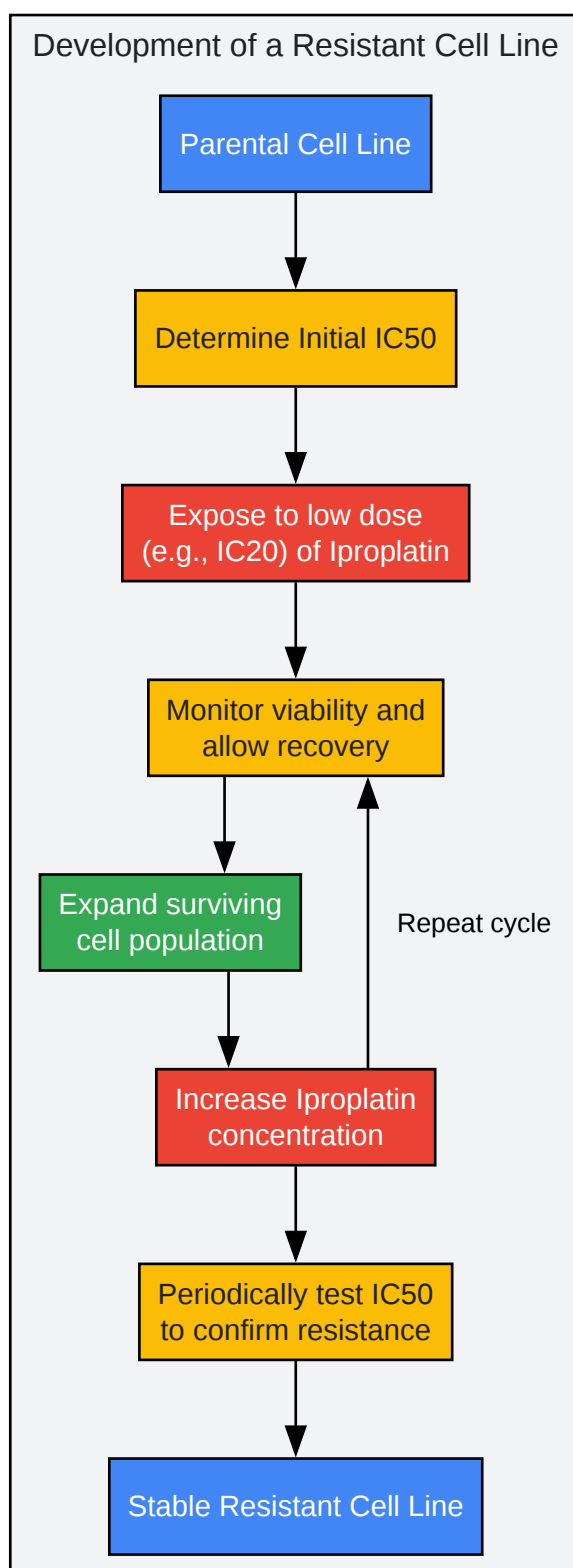 Development of a Resistant Cell Line
Parental Cell Line
Determine Initial IC50
Expose to low dose
(e.g., IC20) of Iproplatin
Monitor viability and
allow recovery
Expand surviving
cell population
Repeat cycle
Increase Iproplatin
concentration
Periodically test IC50
to confirm resistance
Stable Resistant Cell Line